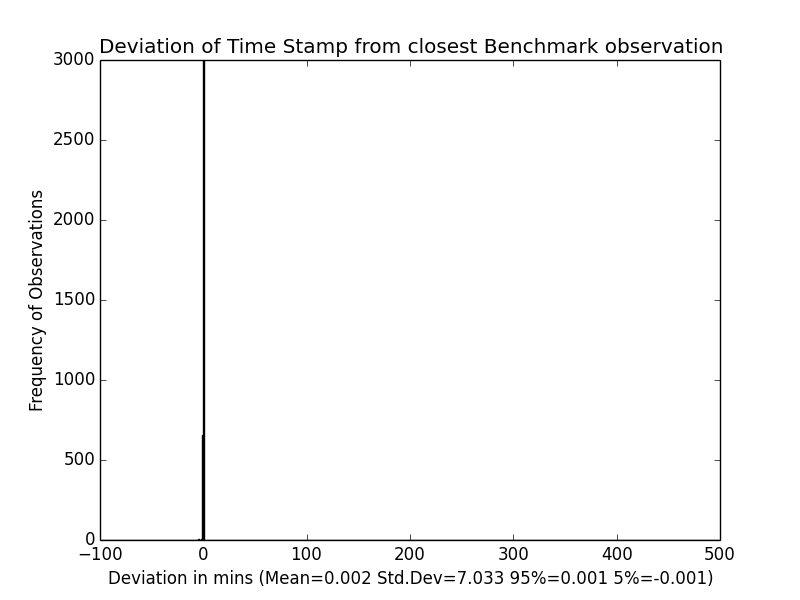 Deviation of Time Stamp from closest Benchmark observation
3000
2500
2000
1500
1000
500
0
Frequency of Observations
−100 0 100 200 300 400 500
Deviation in mins (Mean=0.002 Std.Dev=7.033 95%=0.001 5%=-0.001)